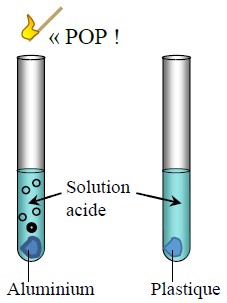 « POP !
Solution
acide
Aluminium
Plastique